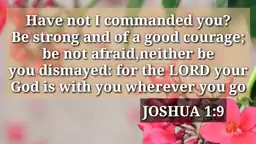 Have not I commanded you?
Be strong and of a good courage;
be not afraid,neither be
you dismayed: for the LORD your
God is with you wherever you go
JOSHUA 1:9